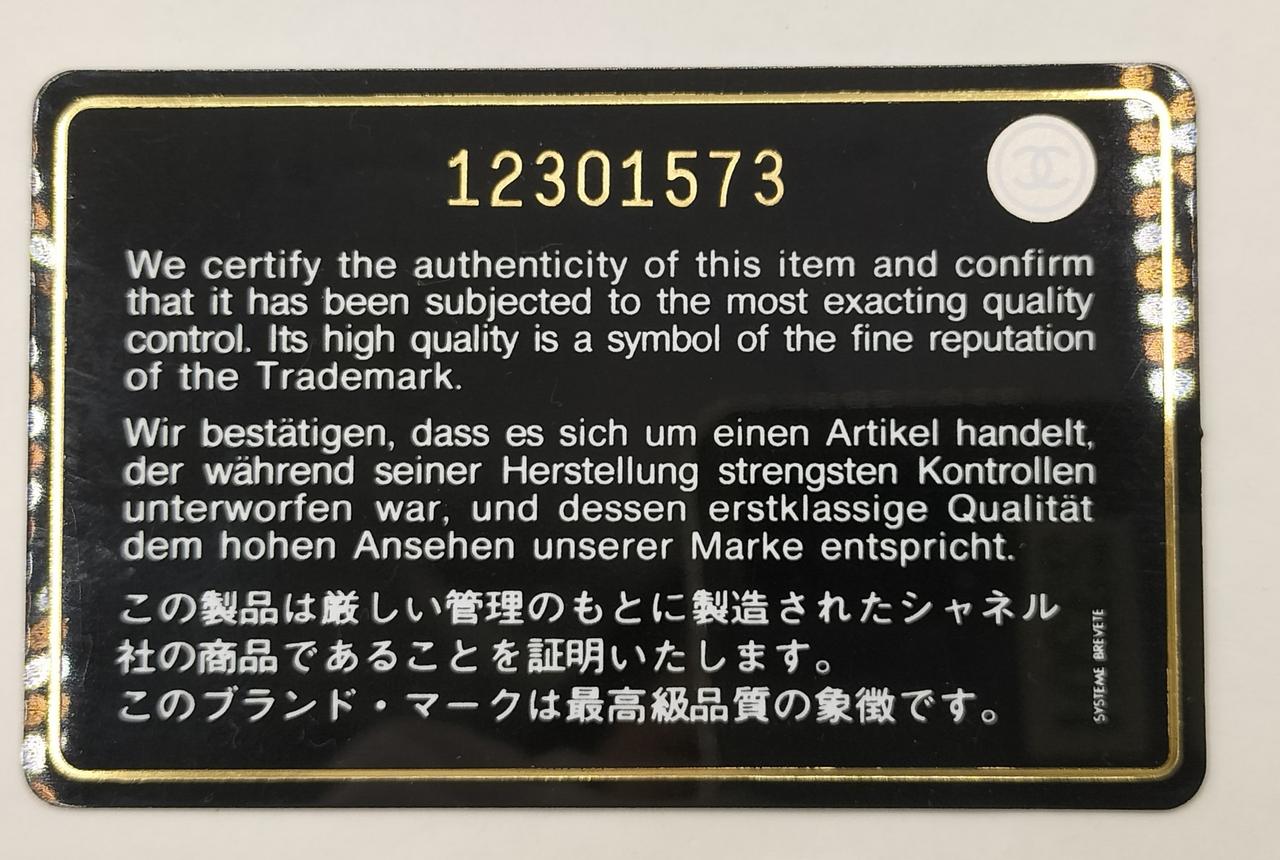 12301573
We certify the authenticity of this item and confirm
that it has been subjected to the most exacting quality
control. Its high quality is a symbol of the fine reputation
of the Trademark.
Wir bestätigen, dass es sich um einen Artikel handelt,
der während seiner Herstellung strengsten Kontrollen
unterworfen war, und dessen erstklassige Qualität
dem hohen Ansehen unserer Marke entspricht.
この製品は厳しい管理のもとに製造されたシャネル
社の商品であることを証明いたします。
このブランド・マークは最高級品質の象徴です。
SYSTEME BREVETE